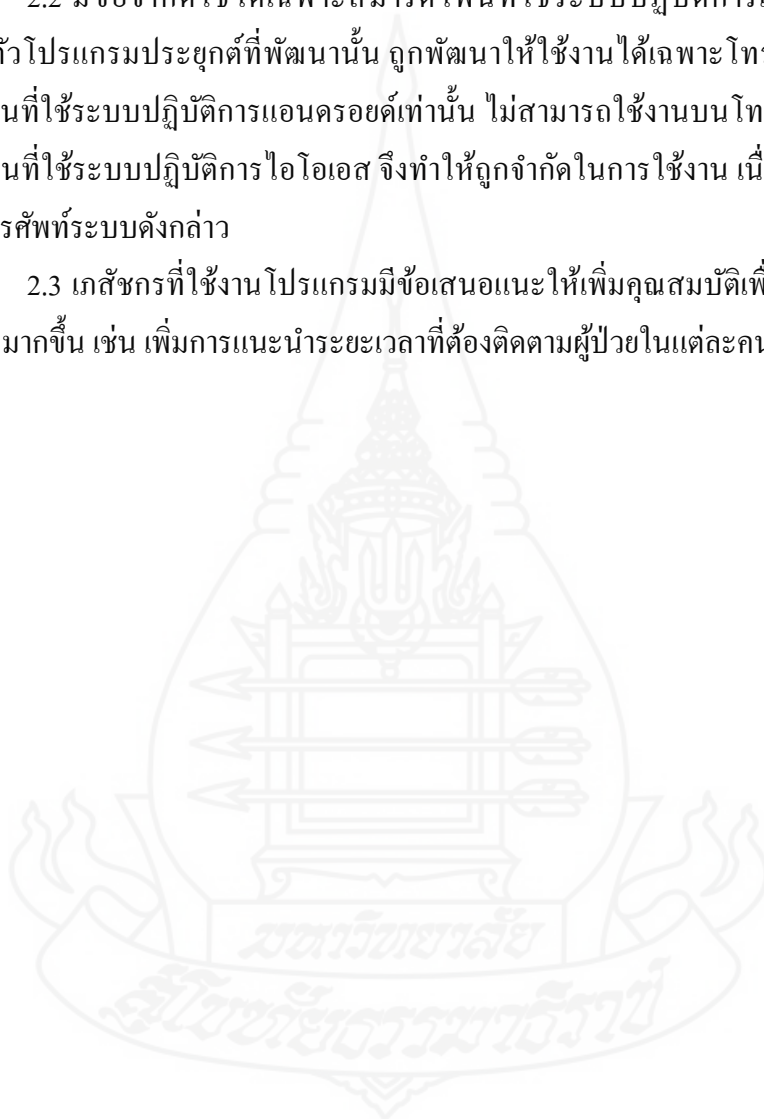 2.2 มีข้อจำกัดใช้ได้เฉพาะสมาร์ตโฟนที่ใช้ระบบปฏิบัติการ
ตัวโปรแกรมประยุกต์ที่พัฒนานั้น ถูกพัฒนาให้ใช้งานได้เฉพาะโทร
นที่ใช้ระบบปฏิบัติการแอนดรอยด์เท่านั้น ไม่สามารถใช้งานบนโท
นที่ใช้ระบบปฏิบัติการไอโอเอส จึงทำให้ถูกจำกัดในการใช้งาน เนื่
รศัพท์ระบบดังกล่าว
2.3 เภสัชกรที่ใช้งานโปรแกรมมีข้อเสนอแนะให้เพิ่มคุณสมบัติเพื่
มากขึ้น เช่น เพิ่มการแนะนำระยะเวลาที่ต้องติดตามผู้ป่วยในแต่ละคน
มหาวิทยาลัย
สุโขทัยธรรมาธิราช